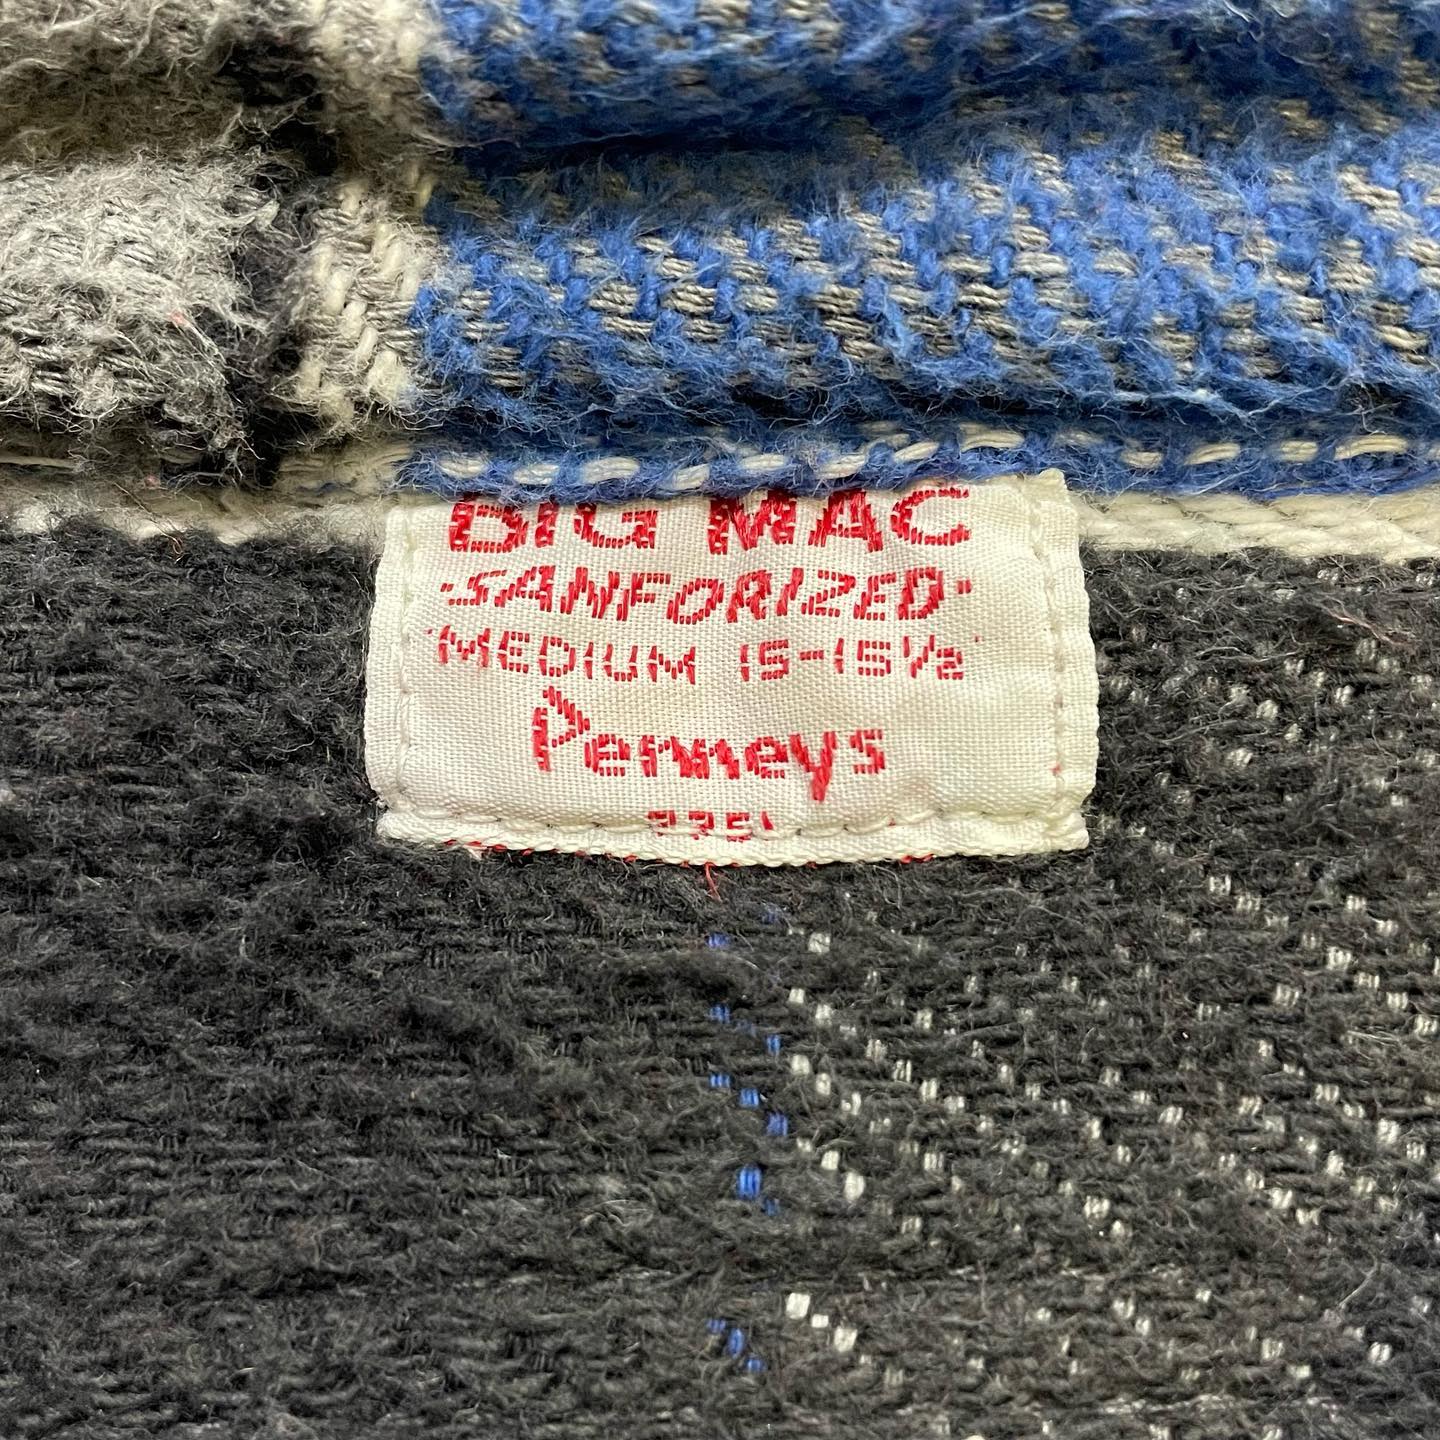 BIG MAC
·SANFORIZED·
MEDIUM 15-15½
Penneys